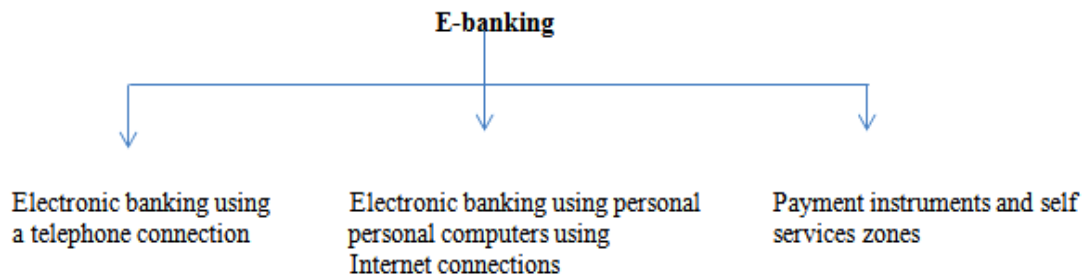 E-banking
Electronic banking using
a telephone connection
Electronic banking using personal
personal computers using
Internet connections
Payment instruments and self
services zones